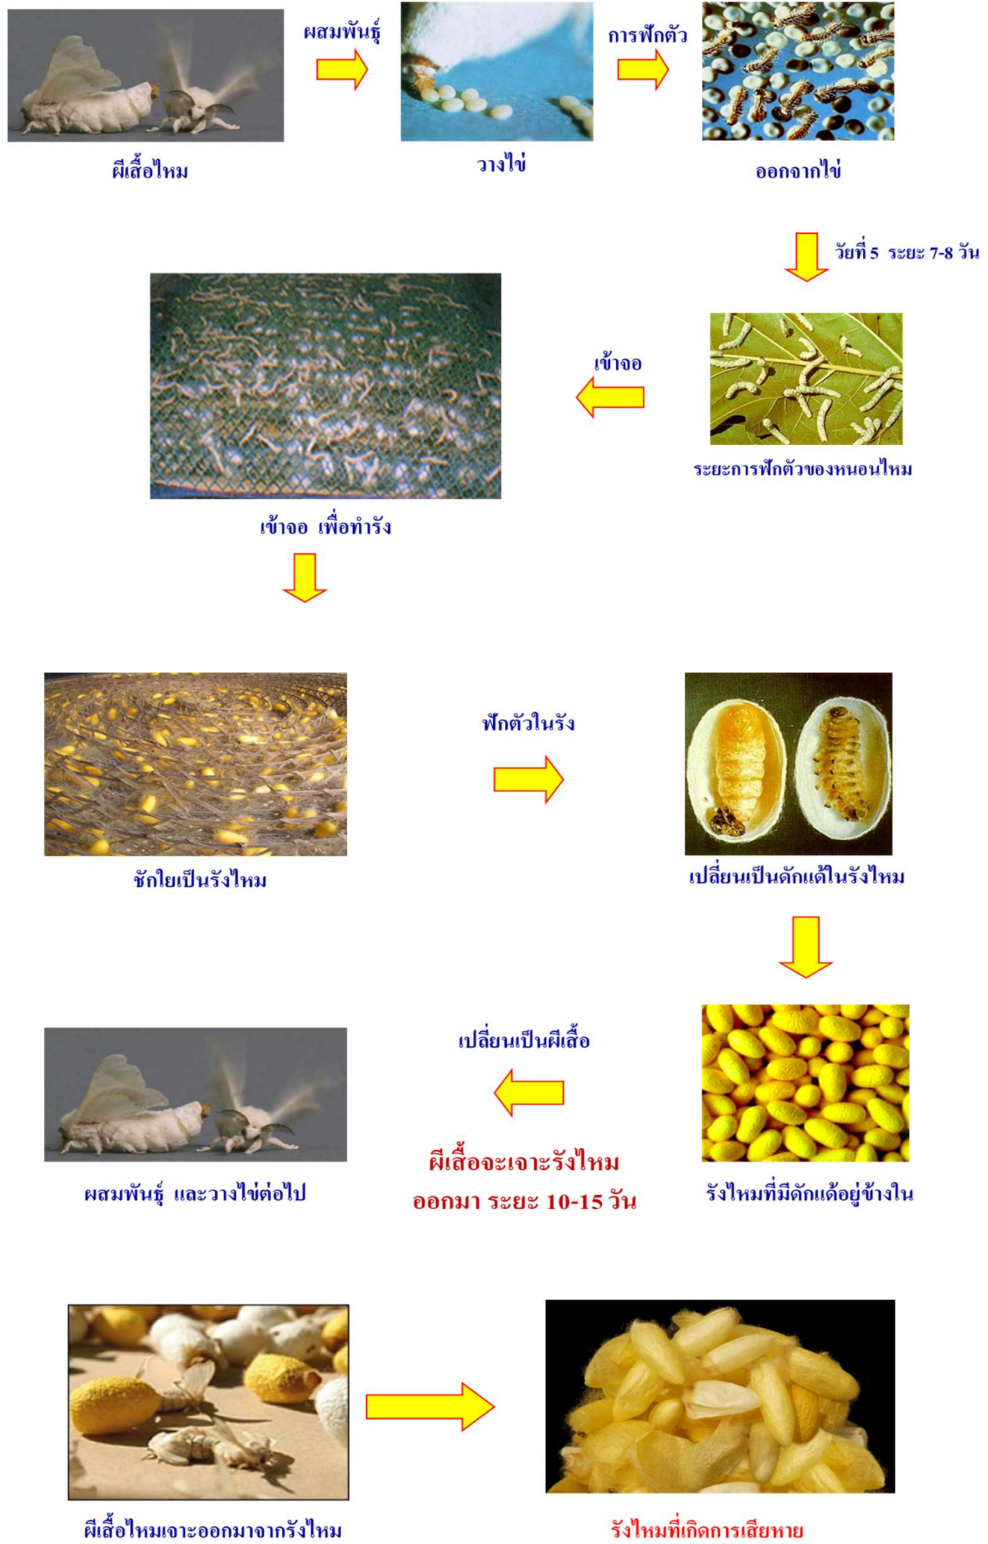 ผสมพันธุ์
การฟักตัว
ผีเสื้อไหม
วางไข่
ออกจากไข่
วัยที่ 5 ระยะ 7-8 วัน
เข้าจอ
ระยะการฟักตัวของหนอนไหม
เข้าจอ เพื่อทำรัง
ฟักตัวในรัง
ชักใยเป็นรังไหม
เปลี่ยนเป็นดักแด้ในรังไหม
เปลี่ยนเป็นผีเสื้อ
ผีเสื้อจะเจาะรังไหม
ออกมา ระยะ 10-15 วัน
ผสมพันธุ์ และวางไข่ต่อไป
รังไหมที่มีดักแด้อยู่ข้างใน
ผีเสื้อไหมเจาะออกมาจากรังไหม
รังไหมที่เกิดการเสียหาย